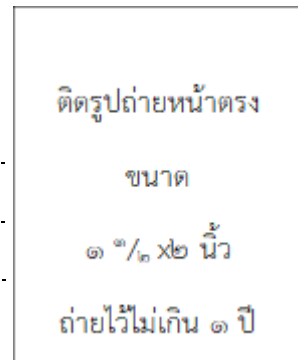 ติดรูปถ่ายหน้าตรง
ขนาด
๑ ๑/๒ x๒ นิ้ว
ถ่ายไว้ไม่เกิน ๑ ปี